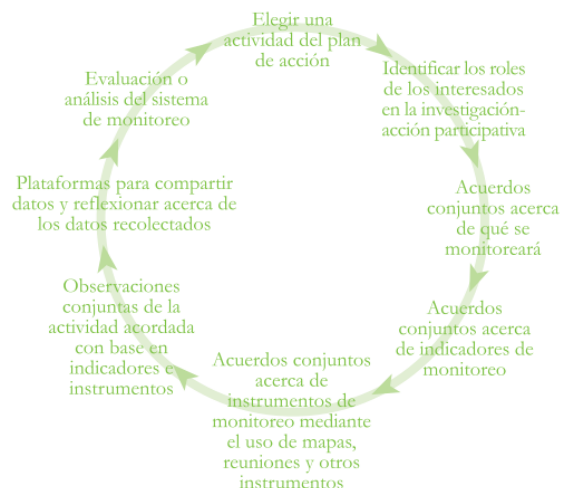 Elegir una
actividad del plan
de acción
Identificar los roles
de los interesados
en la investigación-
acción participativa
Acuerdos
conjuntos acerca
de qué se
monitoreará
Acuerdos
conjuntos acerca
de indicadores de
monitoreo
Acuerdos conjuntos
acerca de
instrumentos de
monitoreo mediante
el uso de mapas,
reuniones y otros
instrumentos
Observaciones
conjuntas de la
actividad acordada
con base en
indicadores e
instrumentos
Plataformas para compartir
datos y reflexionar acerca de
los datos recolectados
Evaluación o
análisis del sistema
de monitoreo